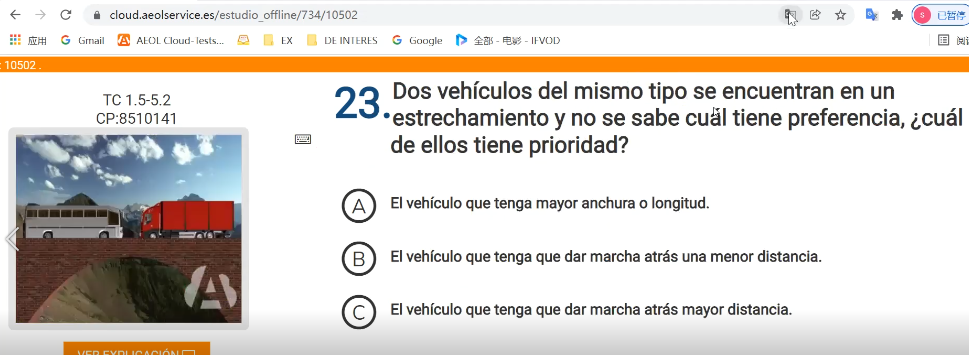 cloud.aeolservice.es/estudio_offline/734/10502
S 已暂停
应用 Gmail AEOL Cloud-Tests... EX DE INTERES Google 全部 - 电影 - IFVOD
: 10502 .
TC 1.5-5.2
CP:8510141
23. Dos vehículos del mismo tipo se encuentran en un
estrechamiento y no se sabe cuál tiene preferencia, ¿cuál
de ellos tiene prioridad?
A El vehículo que tenga mayor anchura o longitud.
B El vehículo que tenga que dar marcha atrás una menor distancia.
C El vehículo que tenga que dar marcha atrás mayor distancia.
VER EXPLICACIÓN